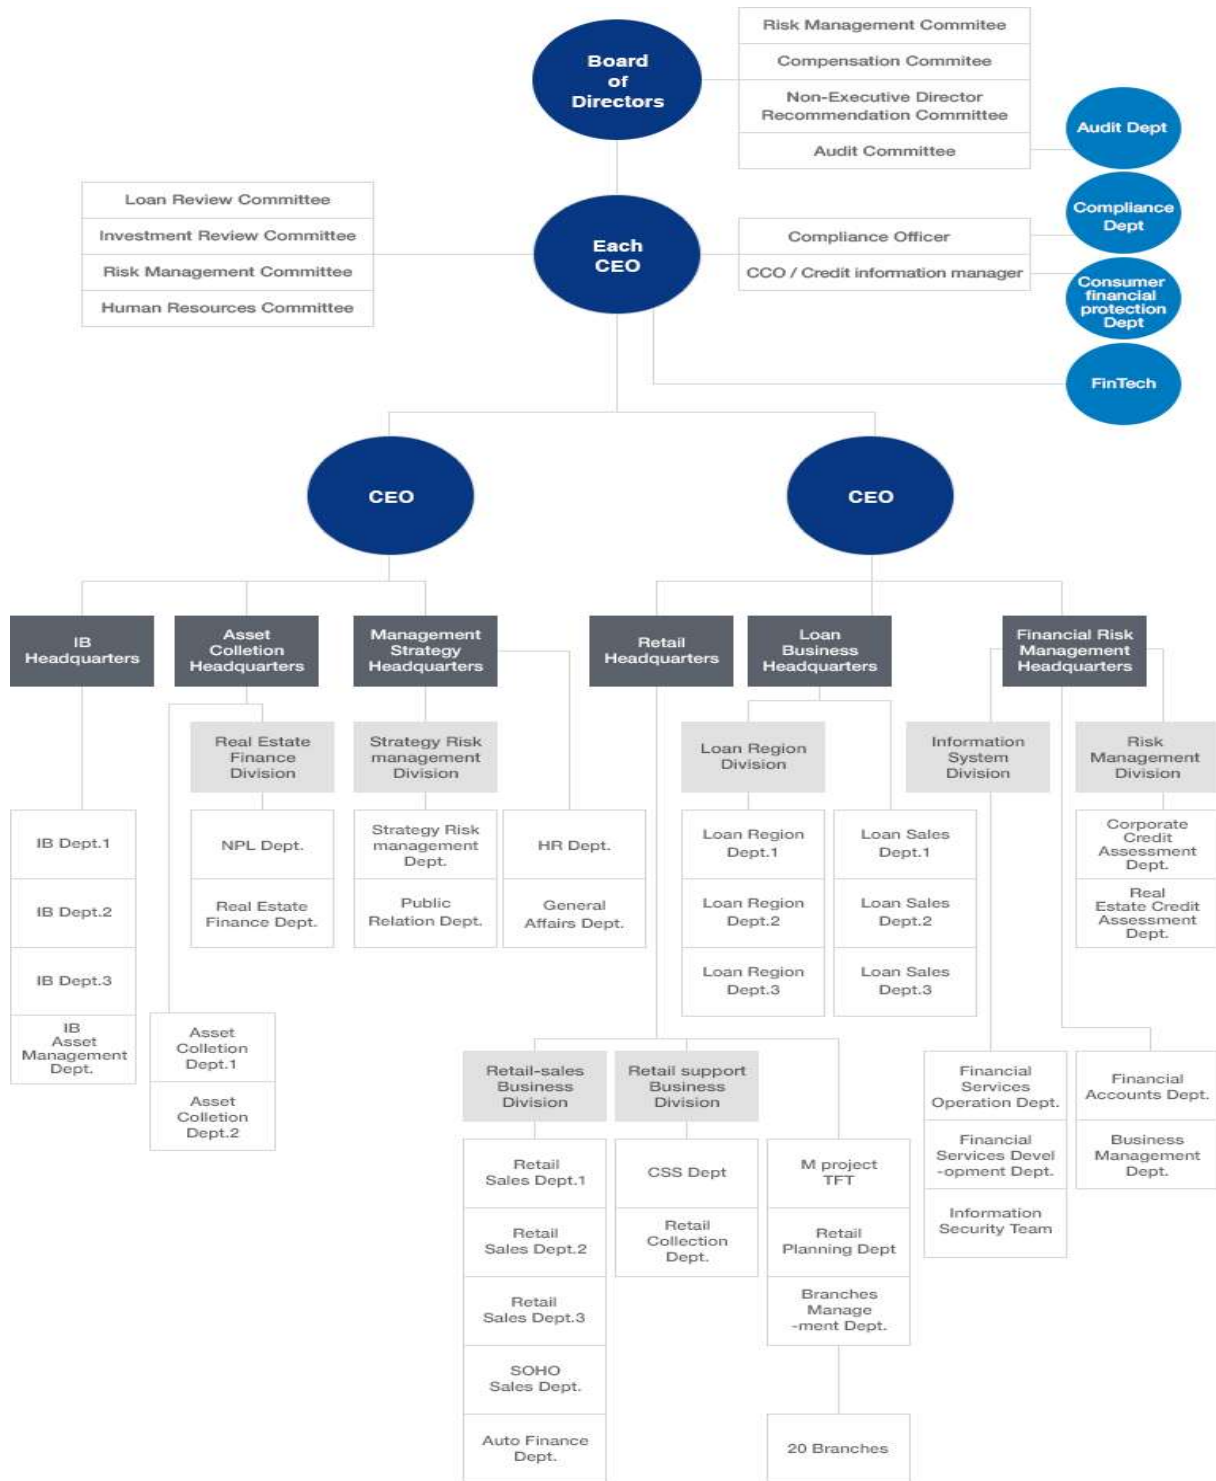 Board
of
Directors
Risk Management Commitee
Compensation Commitee
Non-Executive Director
Recommendation Committee
Audit Committee
Audit Dept
Loan Review Committee
Investment Review Committee
Risk Management Committee
Human Resources Committee
Each
CEO
Compliance Officer
CCO / Credit information manager
Compliance
Dept
Consumer
financial
protection
Dept
FinTech
CEO
CEO
IB
Headquarters
Asset
Colletion
Headquarters
Management
Strategy
Headquarters
Retail
Headquarters
Loan
Business
Headquarters
Financial Risk
Management
Headquarters
Real Estate
Finance
Division
Strategy Risk
management
Division
Loan Region
Division
Information
System
Division
Risk
Management
Division
IB Dept.1
IB Dept.2
IB Dept.3
IB
Asset
Management
Dept.
NPL Dept.
Real Estate
Finance Dept.
Asset
Colletion
Dept.1
Asset
Colletion
Dept.2
Strategy Risk
management
Dept.
Public
Relation Dept.
HR Dept.
General
Affairs Dept.
Loan Region
Dept.1
Loan Region
Dept.2
Loan Region
Dept.3
Loan Sales
Dept.1
Loan Sales
Dept.2
Loan Sales
Dept.3
Corporate
Credit
Assessment
Dept.
Real
Estate Credit
Assessment
Dept.
Retail-sales
Business
Division
Retail support
Business
Division
Retail
Sales Dept.1
Retail
Sales Dept.2
Retail
Sales Dept.3
SOHO
Sales Dept.
Auto Finance
Dept.
CSS Dept
Retail
Collection
Dept.
M project
TFT
Retail
Planning Dept
Branches
Manage
-ment Dept.
20 Branches
Financial
Services
Operation Dept.
Financial
Services Devel
-opment Dept.
Information
Security Team
Financial
Accounts Dept.
Business
Management
Dept.